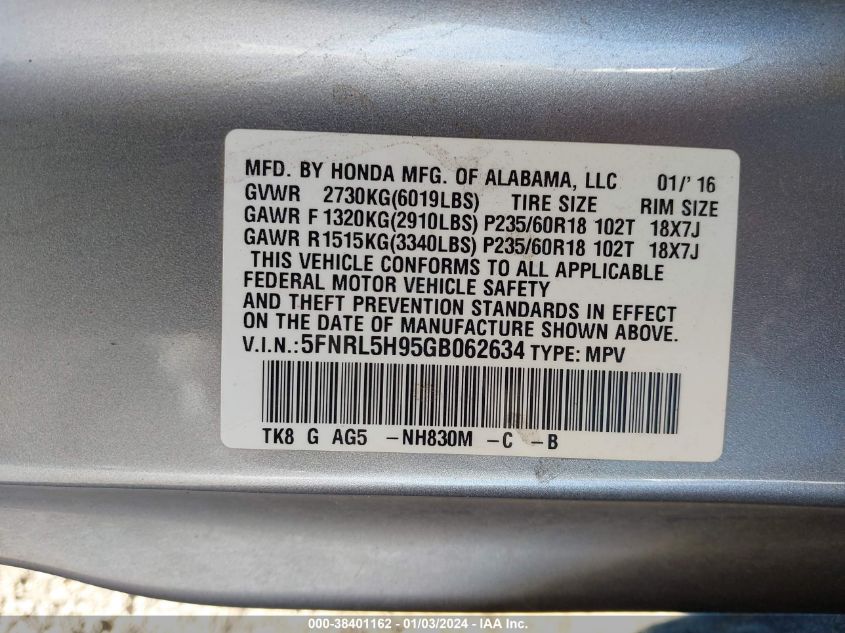 MFD. BY HONDA MFG. OF ALABAMA, LLC 01/' 16
GVWR 2730KG(6019LBS) TIRE SIZE RIM SIZE
GAWR F 1320KG(2910LBS) P235/60R18 102T 18X7J
GAWR R1515KG(3340LBS) P235/60R18 102T 18X7J
THIS VEHICLE CONFORMS TO ALL APPLICABLE
FEDERAL MOTOR VEHICLE SAFETY
AND THEFT PREVENTION STANDARDS IN EFFECT
ON THE DATE OF MANUFACTURE SHOWN ABOVE.
V.I.N.:5FNRL5H95GB062634 TYPE: MPV
TK8 G AG5 -NH830M -C -B
000-38401162 - 01/03/2024 - IAA Inc.